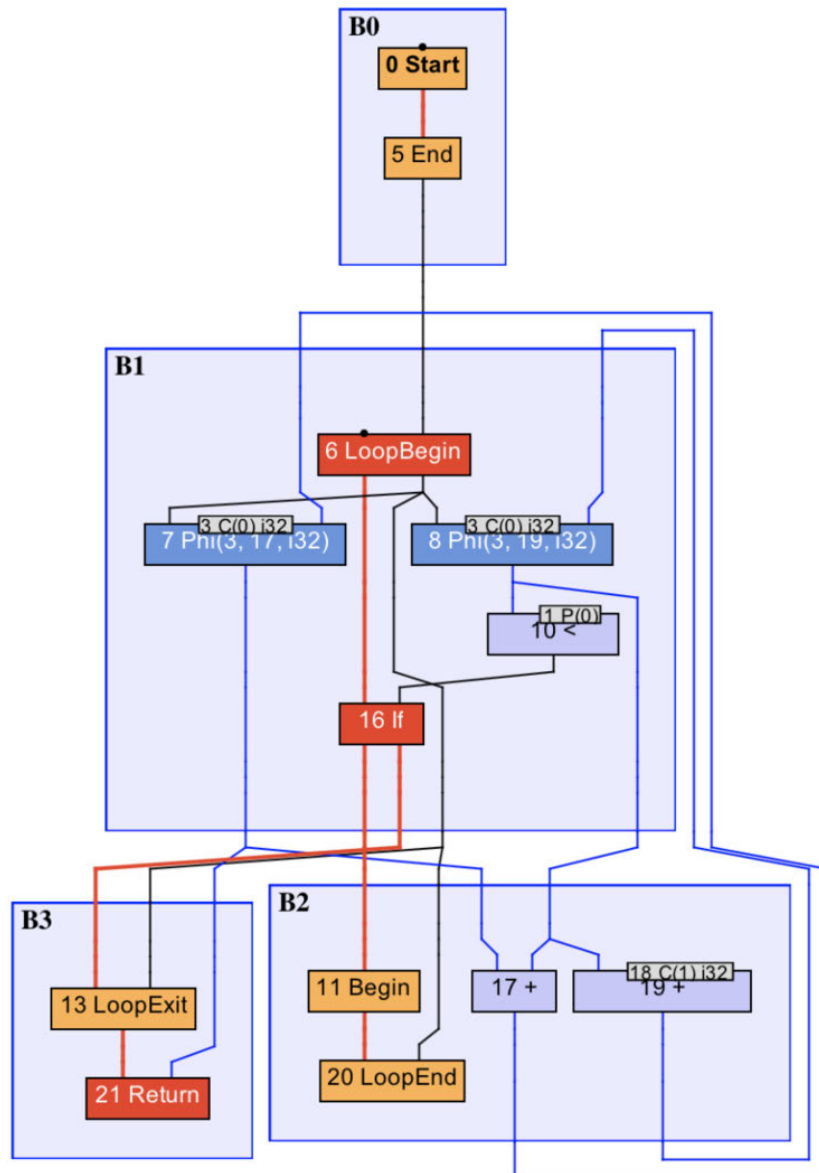 B0
0 Start
5 End
B1
6 LoopBegin
3 C(0) i32
7 Phi(3, 17, i32)
3 C(0) i32
8 Phi(3, 19, i32)
1 P(0)
10 <
16 If
B3
13 LoopExit
21 Return
B2
11 Begin
17 +
18 C(1) i32
19 +
20 LoopEnd